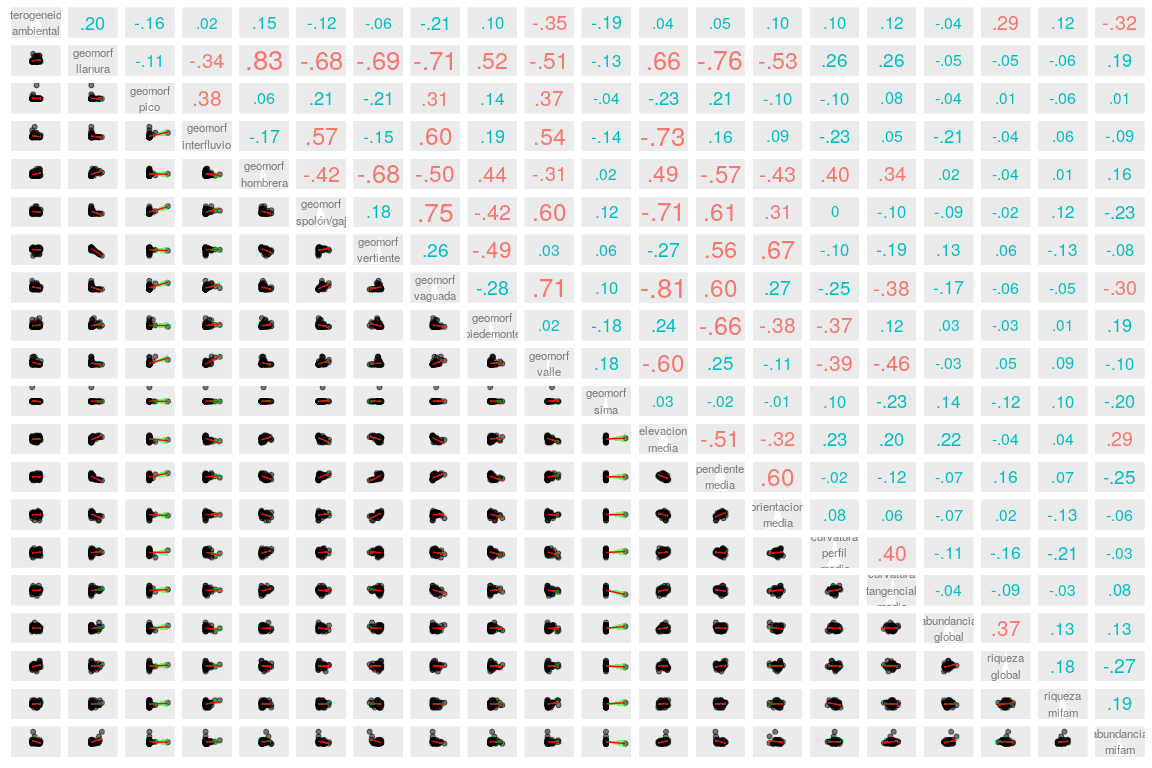 terogeneid .20 -.16 .02 .15 -.12 -.06 -.21 .10 -.35 -.19 .04 .05 .10 .10 .12 -.04 .29 .12 -.32
ambiental
geomorf -.11 -.34 .83 -.68 -.69 -.71 .52 -.51 -.13 .66 -.76 -.53 .26 .26 -.05 -.05 -.06 .19
llanura
geomorf .38 .06 .21 -.21 .31 .14 .37 -.04 -.23 .21 -.10 -.10 .08 -.04 .01 -.06 .01
pico
geomorf -.17 .57 -.15 .60 .19 .54 -.14 -.73 .16 .09 -.23 .05 -.21 -.04 .06 -.09
interfluvio
geomorf -.42 -.68 -.50 .44 -.31 .02 .49 -.57 -.43 .40 .34 .02 -.04 .01 .16
hombrera
geomorf .18 .75 -.42 .60 .12 -.71 .61 .31 0 -.10 -.09 -.02 .12 -.23
spolón/gaj
geomorf .26 -.49 .03 .06 -.27 .56 .67 -.10 -.19 .13 .06 -.13 -.08
vertiente
geomorf -.28 .71 .10 -.81 .60 .27 -.25 -.38 -.17 -.06 -.05 -.30
vaguada
geomorf .02 -.18 .24 -.66 -.38 -.37 .12 .03 -.03 .01 .19
piedemonte
geomorf .18 -.60 .25 -.11 -.39 -.46 -.03 .05 .09 -.10
valle
geomorf .03 -.02 -.01 .10 -.23 .14 -.12 .10 -.20
sima
elevacion -.51 -.32 .23 .20 .22 -.04 .04 .29
media
pendiente .60 -.02 -.12 -.07 .16 .07 -.25
media
orientacion .08 .06 -.07 .02 -.13 -.06
media
curvatura
perfil .40 -.11 -.16 -.21 -.03
media
curvatura
tangencial -.04 -.09 -.03 .08
media
abundancia .37 .13 .13
global
riqueza .18 -.27
global
riqueza .19
mifam
abundancia
mifam